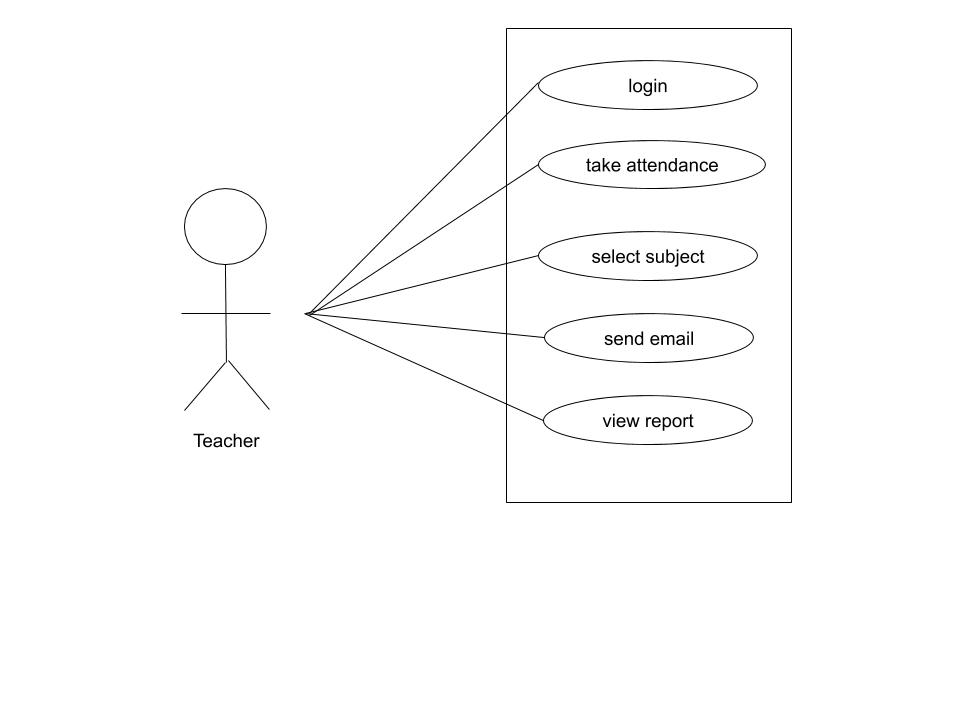 login
take attendance
select subject
send email
view report
Teacher